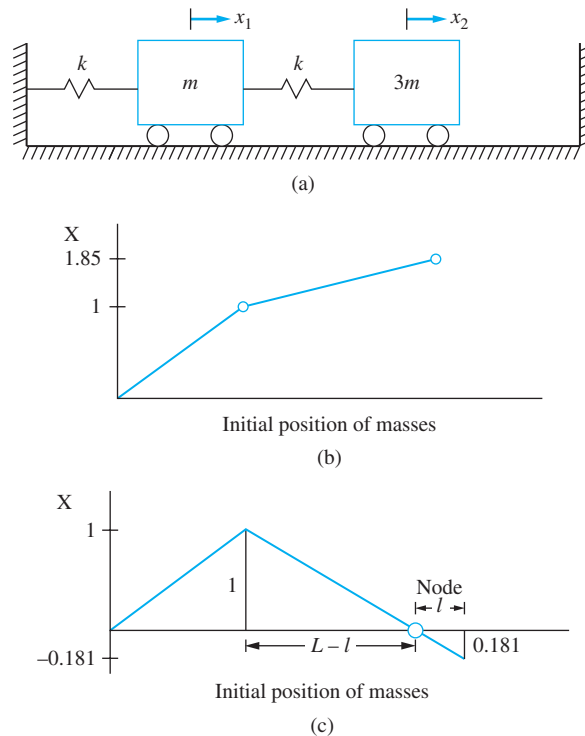 x1 x2
k m k 3m
(a)
X
1.85
1
Initial position of masses
(b)
X
1
Node
l
1
0.181
L – l
–0.181
Initial position of masses
(c)